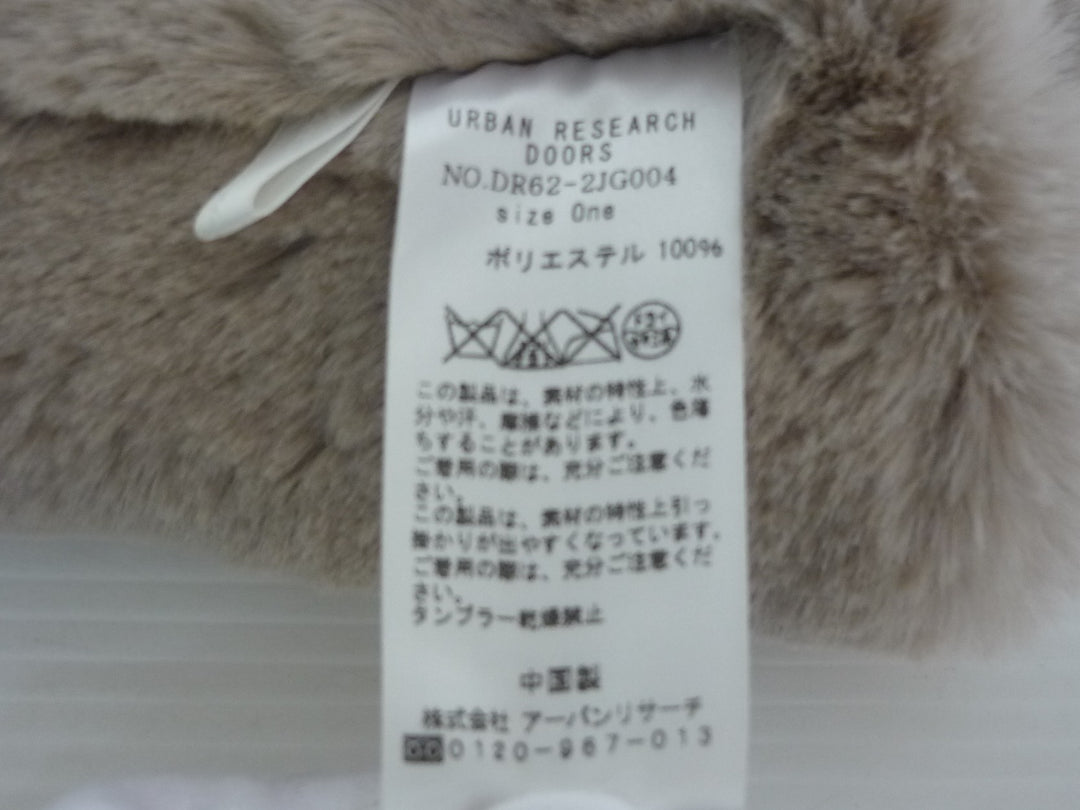 URBAN RESEARCH
DOORS
NO.DR62-2JG004
size One
ポリエステル 100%
ドライ
この製品は、素材の特性上、水
分や汗、摩擦などにより、色落
ちすることがあります。
ご着用の際は、充分ご注意くだ
さい。
この製品は、素材の特性上引っ
掛かりが出やすくなっています。
ご着用の際は、充分ご注意くだ
さい。
タンブラー乾燥禁止
中国製
株式会社 アーバンリサーチ
0120-967-013